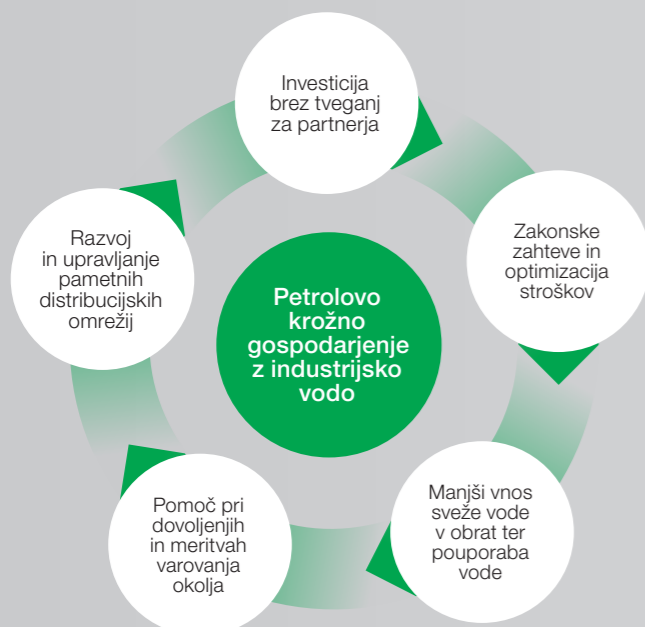 Investicija
brez tveganj
za partnerja
Zakonske
zahteve in
optimizacija
stroškov
Manjši vnos
sveže vode
v obrat ter
pouporaba
vode
Pomoč pri
dovoljenjih
in meritvah
varovanja
okolja
Razvoj
in upravljanje
pametnih
distribucijskih
omrežij
Petrolovo
krožno
gospodarjenje
z industrijsko
vodo